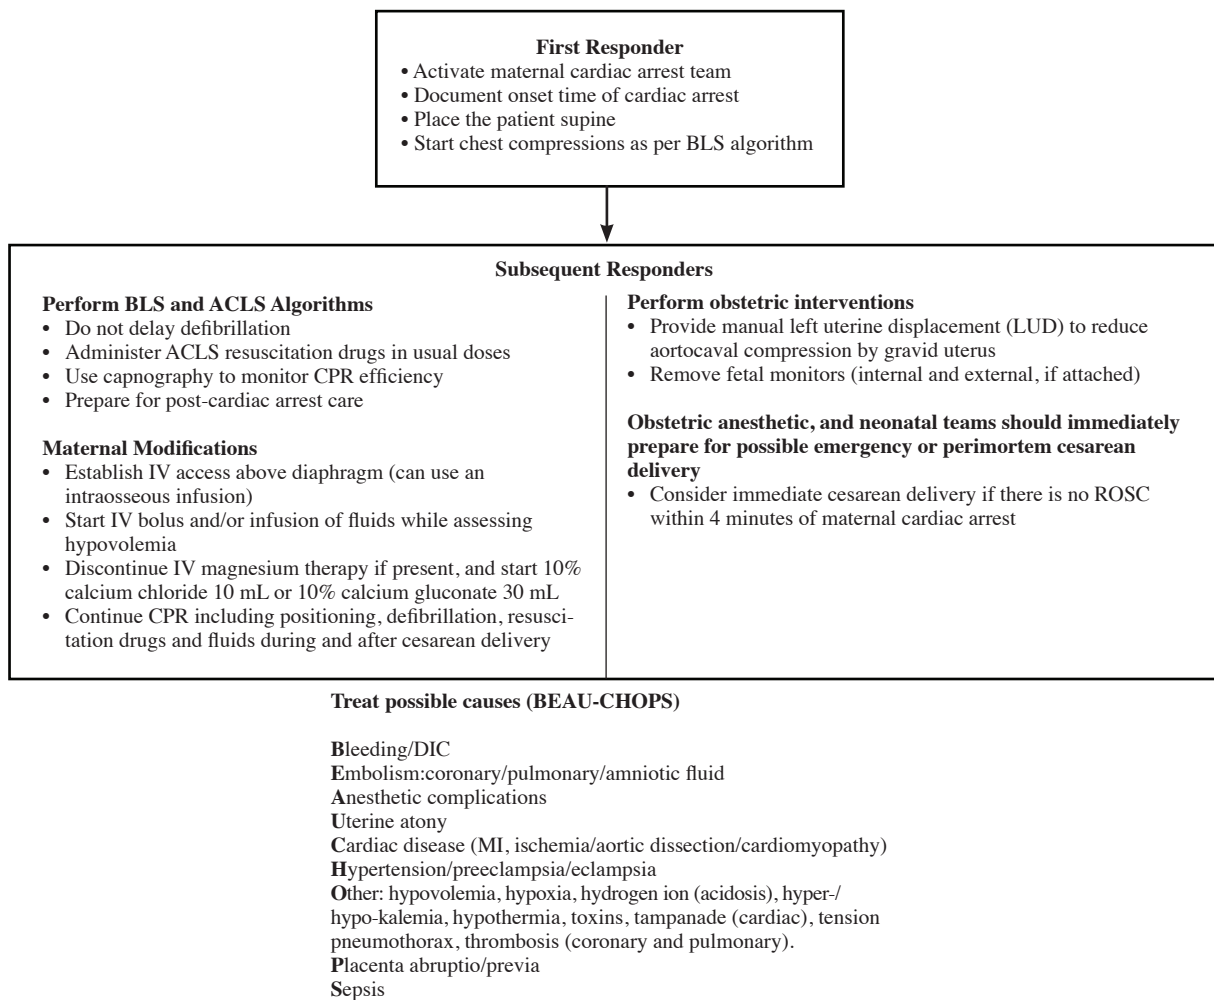 First Responder
• Activate maternal cardiac arrest team
• Document onset time of cardiac arrest
• Place the patient supine
• Start chest compressions as per BLS algorithm
Subsequent Responders
Perform BLS and ACLS Algorithms
• Do not delay defibrillation
• Administer ACLS resuscitation drugs in usual doses
• Use capnography to monitor CPR efficiency
• Prepare for post-cardiac arrest care
Maternal Modifications
• Establish IV access above diaphragm (can use an
intraosseous infusion)
• Start IV bolus and/or infusion of fluids while assessing
hypovolemia
• Discontinue IV magnesium therapy if present, and start 10%
calcium chloride 10 mL or 10% calcium gluconate 30 mL
• Continue CPR including positioning, defibrillation, resusci-
tation drugs and fluids during and after cesarean delivery
Perform obstetric interventions
• Provide manual left uterine displacement (LUD) to reduce
aortocaval compression by gravid uterus
• Remove fetal monitors (internal and external, if attached)
Obstetric anesthetic, and neonatal teams should immediately
prepare for possible emergency or perimortem cesarean
delivery
• Consider immediate cesarean delivery if there is no ROSC
within 4 minutes of maternal cardiac arrest
Treat possible causes (BEAU-CHOPS)
Bleeding/DIC
Embolism:coronary/pulmonary/amniotic fluid
Anesthetic complications
Uterine atony
Cardiac disease (MI, ischemia/aortic dissection/cardiomyopathy)
Hypertension/preeclampsia/eclampsia
Other: hypovolemia, hypoxia, hydrogen ion (acidosis), hyper-/
hypo-kalemia, hypothermia, toxins, tampanade (cardiac), tension
pneumothorax, thrombosis (coronary and pulmonary).
Placenta abruptio/previa
Sepsis